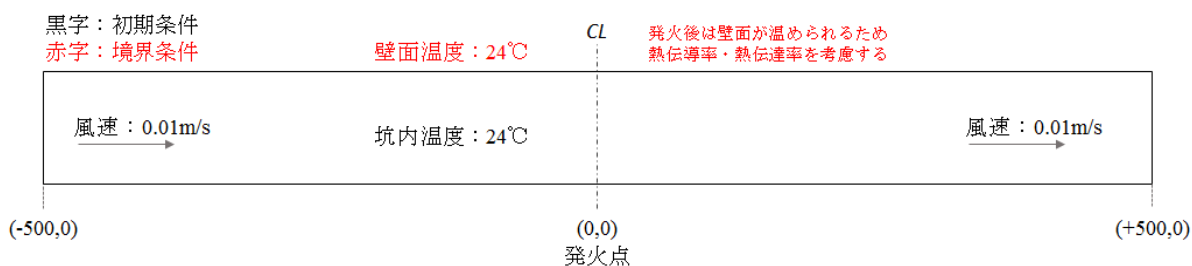 黒字：初期条件
赤字：境界条件
壁面温度：24℃
CL
発火後は壁面が温められるため
熱伝導率・熱伝達率を考慮する
風速：0.01m/s
坑内温度：24℃
風速：0.01m/s
(-500,0)
(0,0)
(+500,0)
発火点